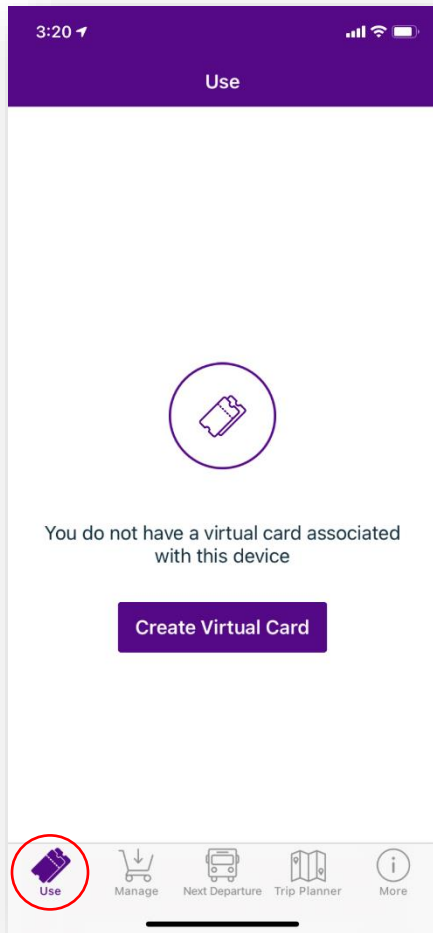 3:20
Use
You do not have a virtual card associated
with this device
Create Virtual Card
Use
Manage
Next Departure
Trip Planner
More